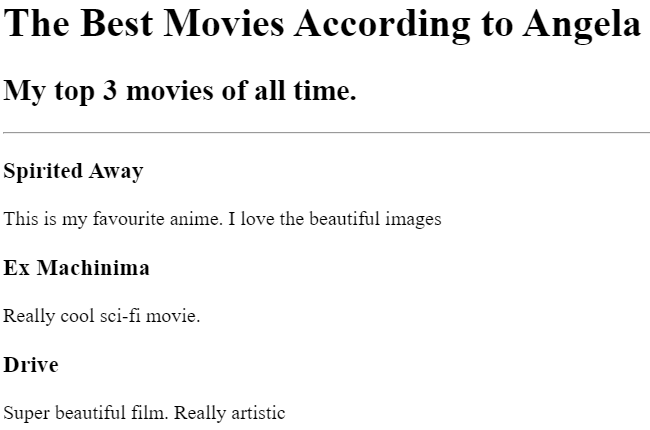 The Best Movies According to Angela
My top 3 movies of all time.
Spirited Away
This is my favourite anime. I love the beautiful images
Ex Machinima
Really cool sci-fi movie.
Drive
Super beautiful film. Really artistic